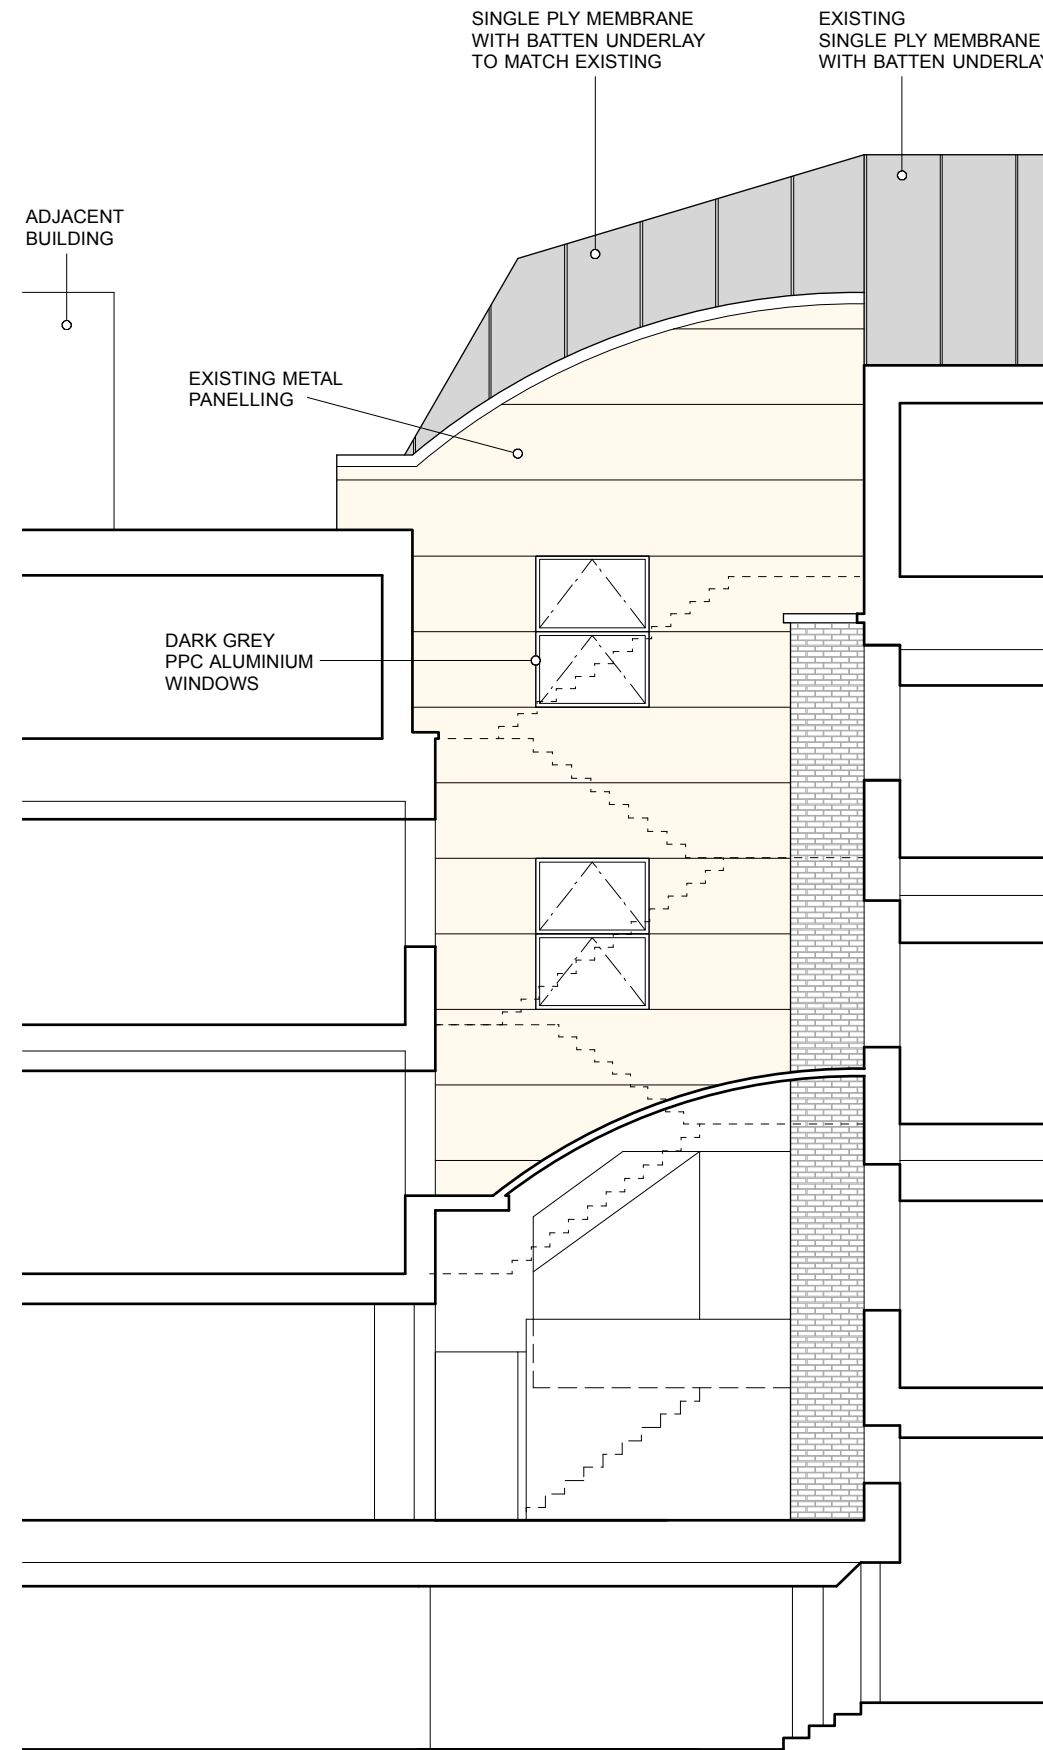 SINGLE PLY MEMBRANE
WITH BATTEN UNDERLAY
TO MATCH EXISTING
EXISTING
SINGLE PLY MEMBRANE
WITH BATTEN UNDERLAY
ADJACENT
BUILDING
EXISTING METAL
PANELLING
DARK GREY
PPC ALUMINIUM
WINDOWS